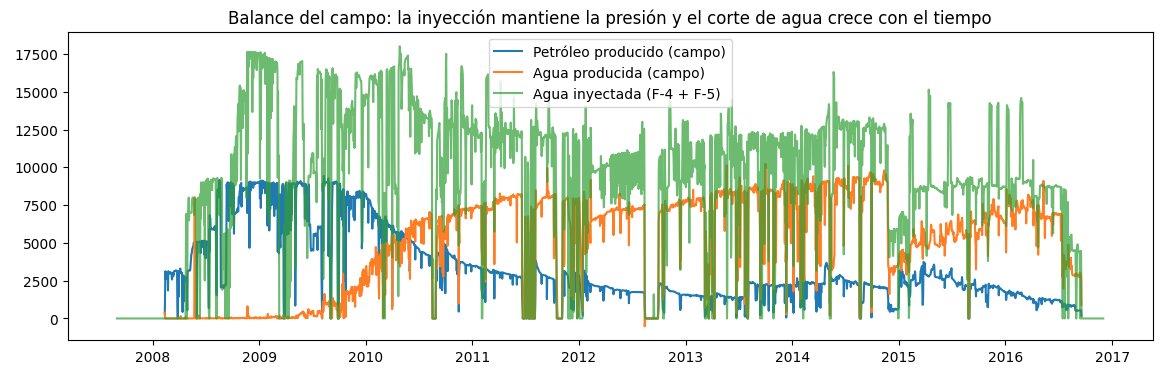 Balance del campo: la inyección mantiene la presión y el corte de agua crece con el tiempo
Petróleo producido (campo)
Agua producida (campo)
Agua inyectada (F-4 + F-5)
17500
15000
12500
10000
7500
5000
2500
0
2008 2009 2010 2011 2012 2013 2014 2015 2016 2017